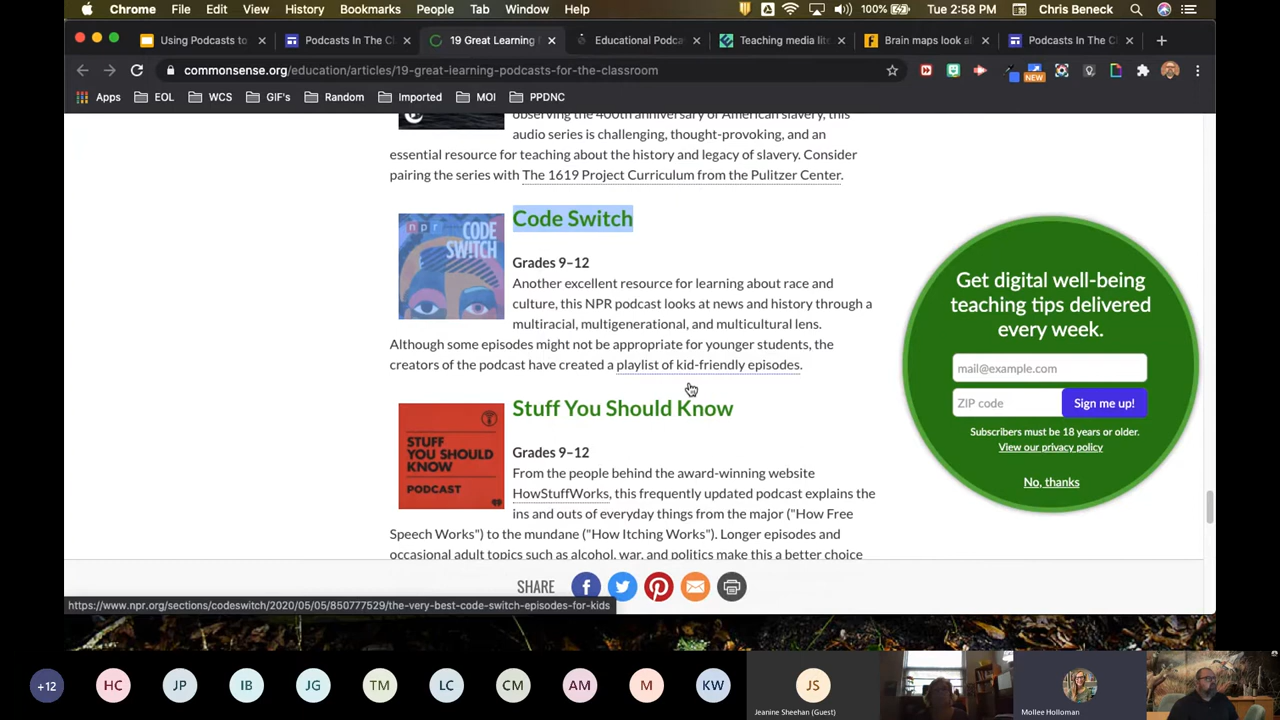 Chrome File Edit View History Bookmarks People Tab Window Help 100% Tue 2:58 PM Chris Beneck
Using Podcasts to Podcasts In The Cl 19 Great Learning Educational Podca Teaching media lite Brain maps look al Podcasts In The Cl
commonsense.org/education/articles/19-great-learning-podcasts-for-the-classroom
NEW
Apps EOL WCS GIF's Random Imported MOI PPDNC
observing the 400th anniversary of American slavery, this
audio series is challenging, thought-provoking, and an
essential resource for teaching about the history and legacy of slavery. Consider
pairing the series with The 1619 Project Curriculum from the Pulitzer Center.
Code Switch
npr CODE
SWITCH
Grades 9–12
Another excellent resource for learning about race and
culture, this NPR podcast looks at news and history through a
multiracial, multigenerational, and multicultural lens.
Although some episodes might not be appropriate for younger students, the
creators of the podcast have created a playlist of kid-friendly episodes.
Stuff You Should Know
STUFF
YOU SHOULD
KNOW
PODCAST
Grades 9–12
From the people behind the award-winning website
HowStuffWorks, this frequently updated podcast explains the
ins and outs of everyday things from the major ("How Free
Speech Works") to the mundane ("How Itching Works"). Longer episodes and
occasional adult topics such as alcohol, war, and politics make this a better choice
Get digital well-being
teaching tips delivered
every week.
mail@example.com
ZIP code Sign me up!
Subscribers must be 18 years or older.
View our privacy policy
No, thanks
SHARE
https://www.npr.org/sections/codeswitch/2020/05/05/850777529/the-very-best-code-switch-episodes-for-kids
+12 HC JP IB JG TM LC CM AM M KW JS
Jeanine Sheehan (Guest) Mollee Holloman